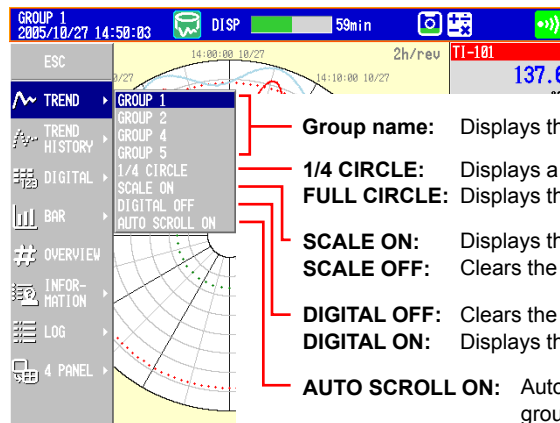 GROUP 1
2005/10/27 14:50:03
DISP
59min
ESC
14:00:00 10/27
2h/rev
TI-101
/27
14:10:00 10/27
137.6
TREND
GROUP 1
GROUP 2
GROUP 4
GROUP 5
1/4 CIRCLE
SCALE ON
DIGITAL OFF
AUTO SCROLL ON
TREND
HISTORY
DIGITAL
BAR
OVERVIEW
INFOR-
MATION
LOG
4 PANEL
Group name: Displays th
1/4 CIRCLE: Displays a
FULL CIRCLE: Displays th
SCALE ON: Displays th
SCALE OFF: Clears the
DIGITAL OFF: Clears the
DIGITAL ON: Displays th
AUTO SCROLL ON: Auto
grou